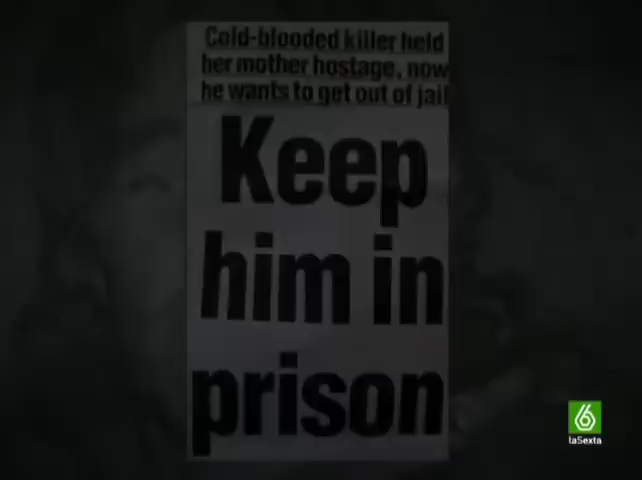 Cold-blooded killer held
her mother hostage, now
he wants to get out of jail
Keep
him in
prison
6
laSexta